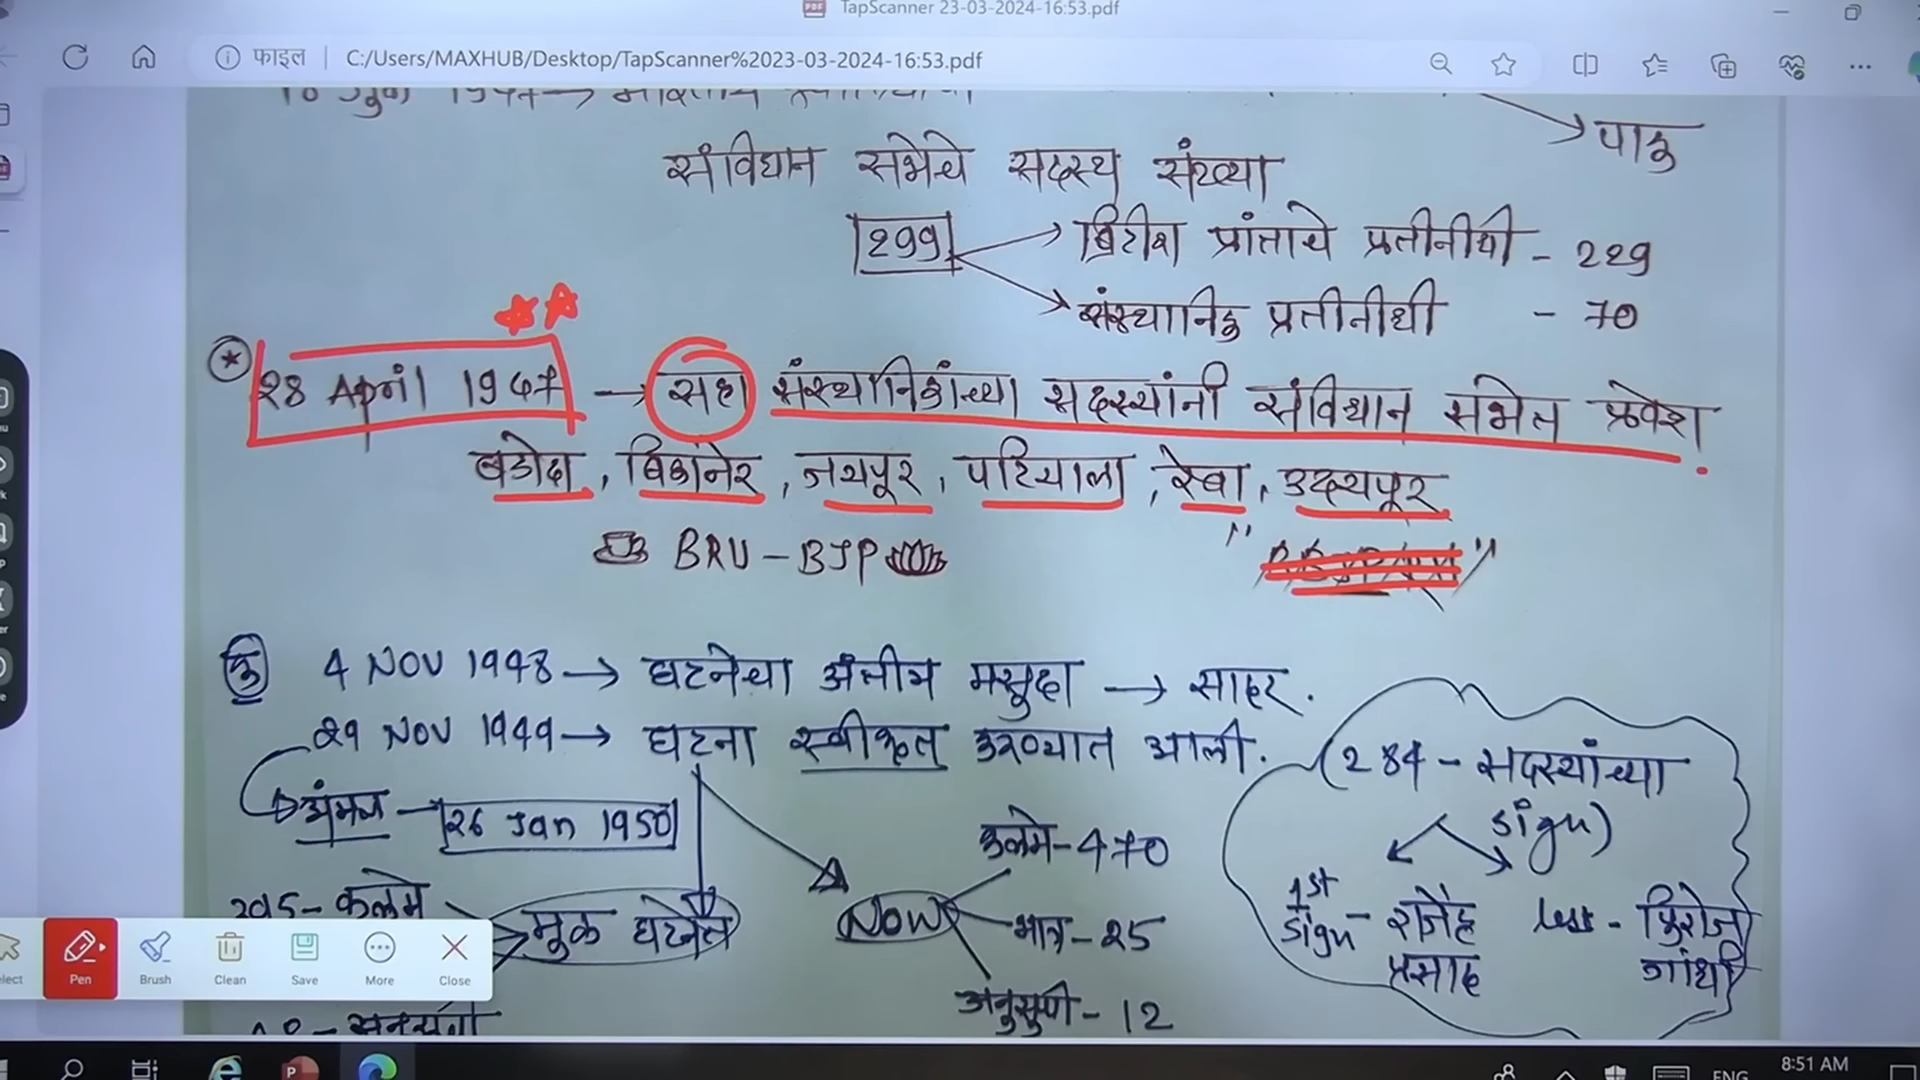 TapScanner 23-03-2024-16:53.pdf
फाइल | C:/Users/MAXHUB/Desktop/TapScanner%2023-03-2024-16:53.pdf
पाक
संविधान सभेचे सदस्य संख्या
299
ब्रिटीश प्रांताचे प्रतीनीधी - 229
संस्थानिक प्रतीनीधी - 70
28 April 1947 → सहा संस्थानिकांच्या सदस्यांनी संविधान सभेत प्रवेश
बडोदा, बिकानेर, जयपूर, पटियाला, रेवा, उदयपूर
BRU - BJP
4 NOV 1948 → घटनेचा अंतीम मसुदा → सादर.
29 NOV 1949 → घटना स्वीकृत करण्यात आली.
(284 - सदस्यांच्या
sign)
अंमल - 26 Jan 1950
कलमे - 470
1st
sign - राजेंद्र
प्रसाद
last - फिरोज
गांधी
395 - कलमे
मुळ घटनेत
NOW
भाग - 25
अनुसुची - 12
Pen Brush Clean Save More Close
ENG 8:51 AM